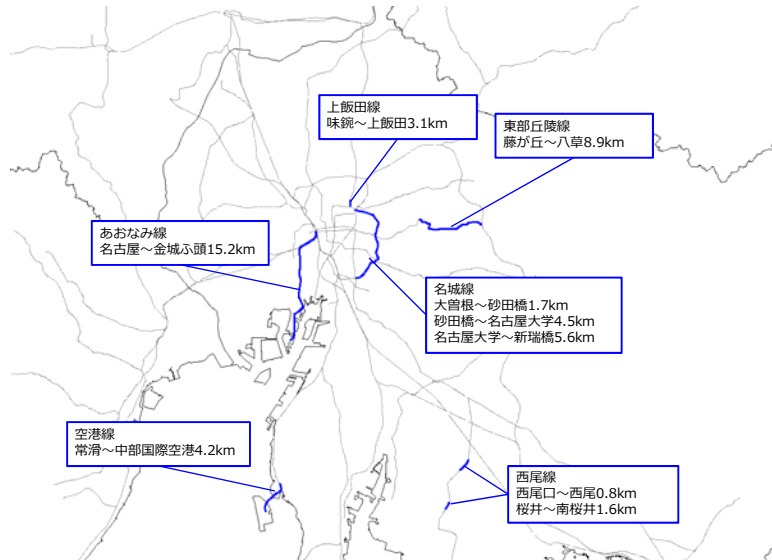 上飯田線
味鋺～上飯田3.1km
東部丘陵線
藤が丘～八草8.9km
あおなみ線
名古屋～金城ふ頭15.2km
名城線
大曽根～砂田橋1.7km
砂田橋～名古屋大学4.5km
名古屋大学～新瑞橋5.6km
空港線
常滑～中部国際空港4.2km
西尾線
西尾口～西尾0.8km
桜井～南桜井1.6km